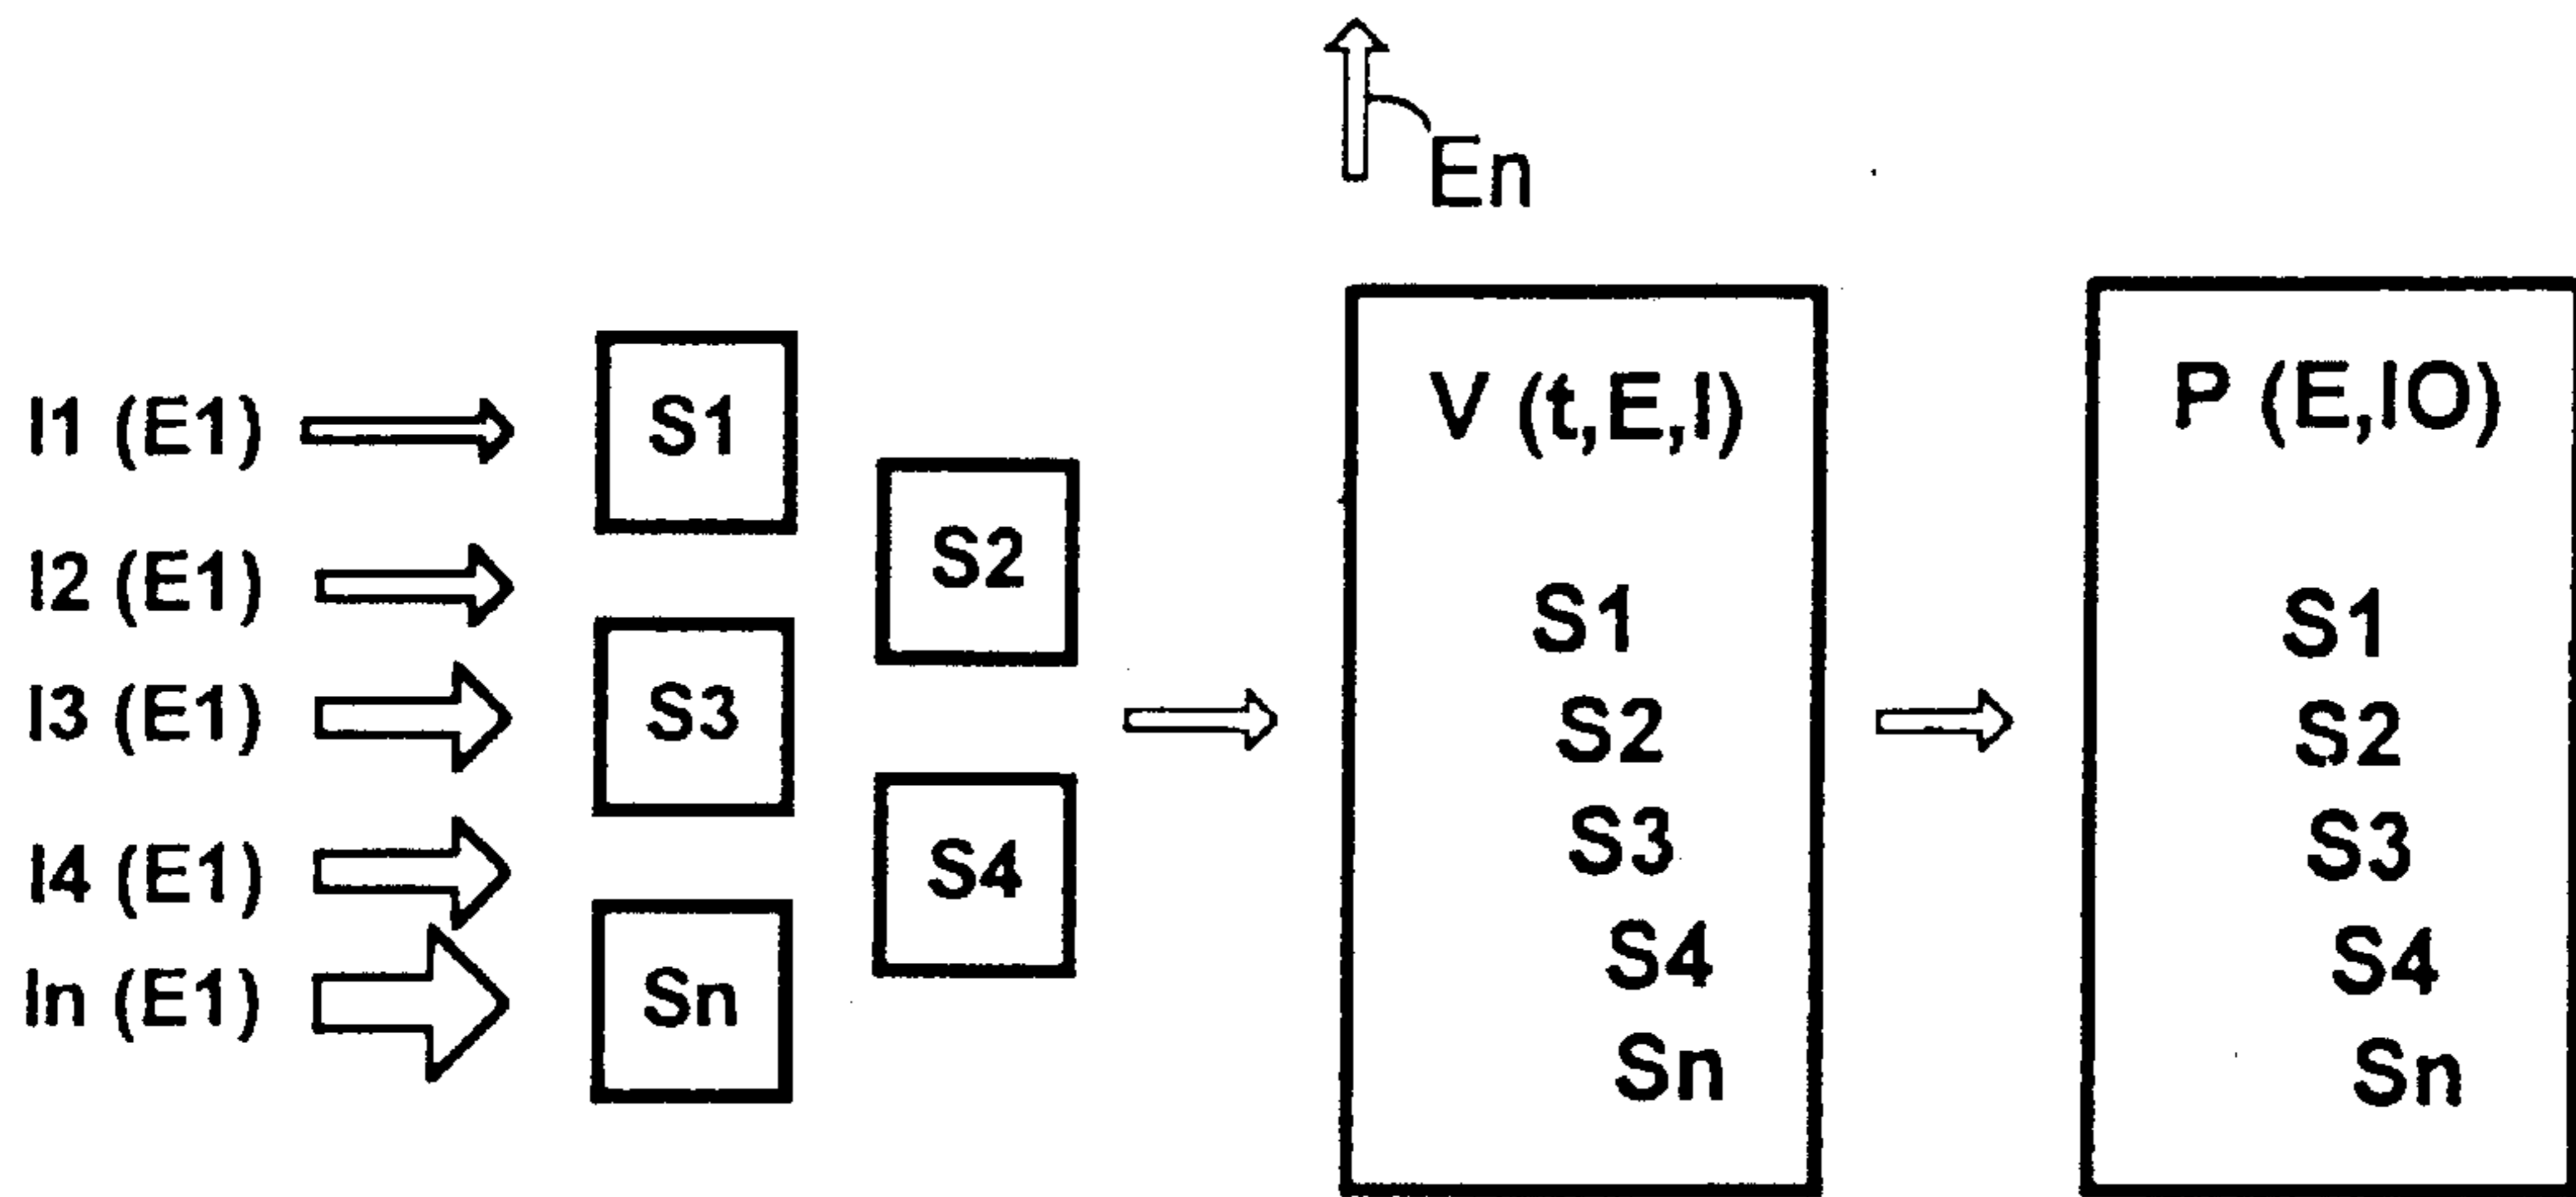 En
I1 (E1)
I2 (E1)
I3 (E1)
I4 (E1)
In (E1)
S1
S2
S3
S4
Sn
V (t,E,I)
S1
S2
S3
S4
Sn
P (E,IO)
S1
S2
S3
S4
Sn